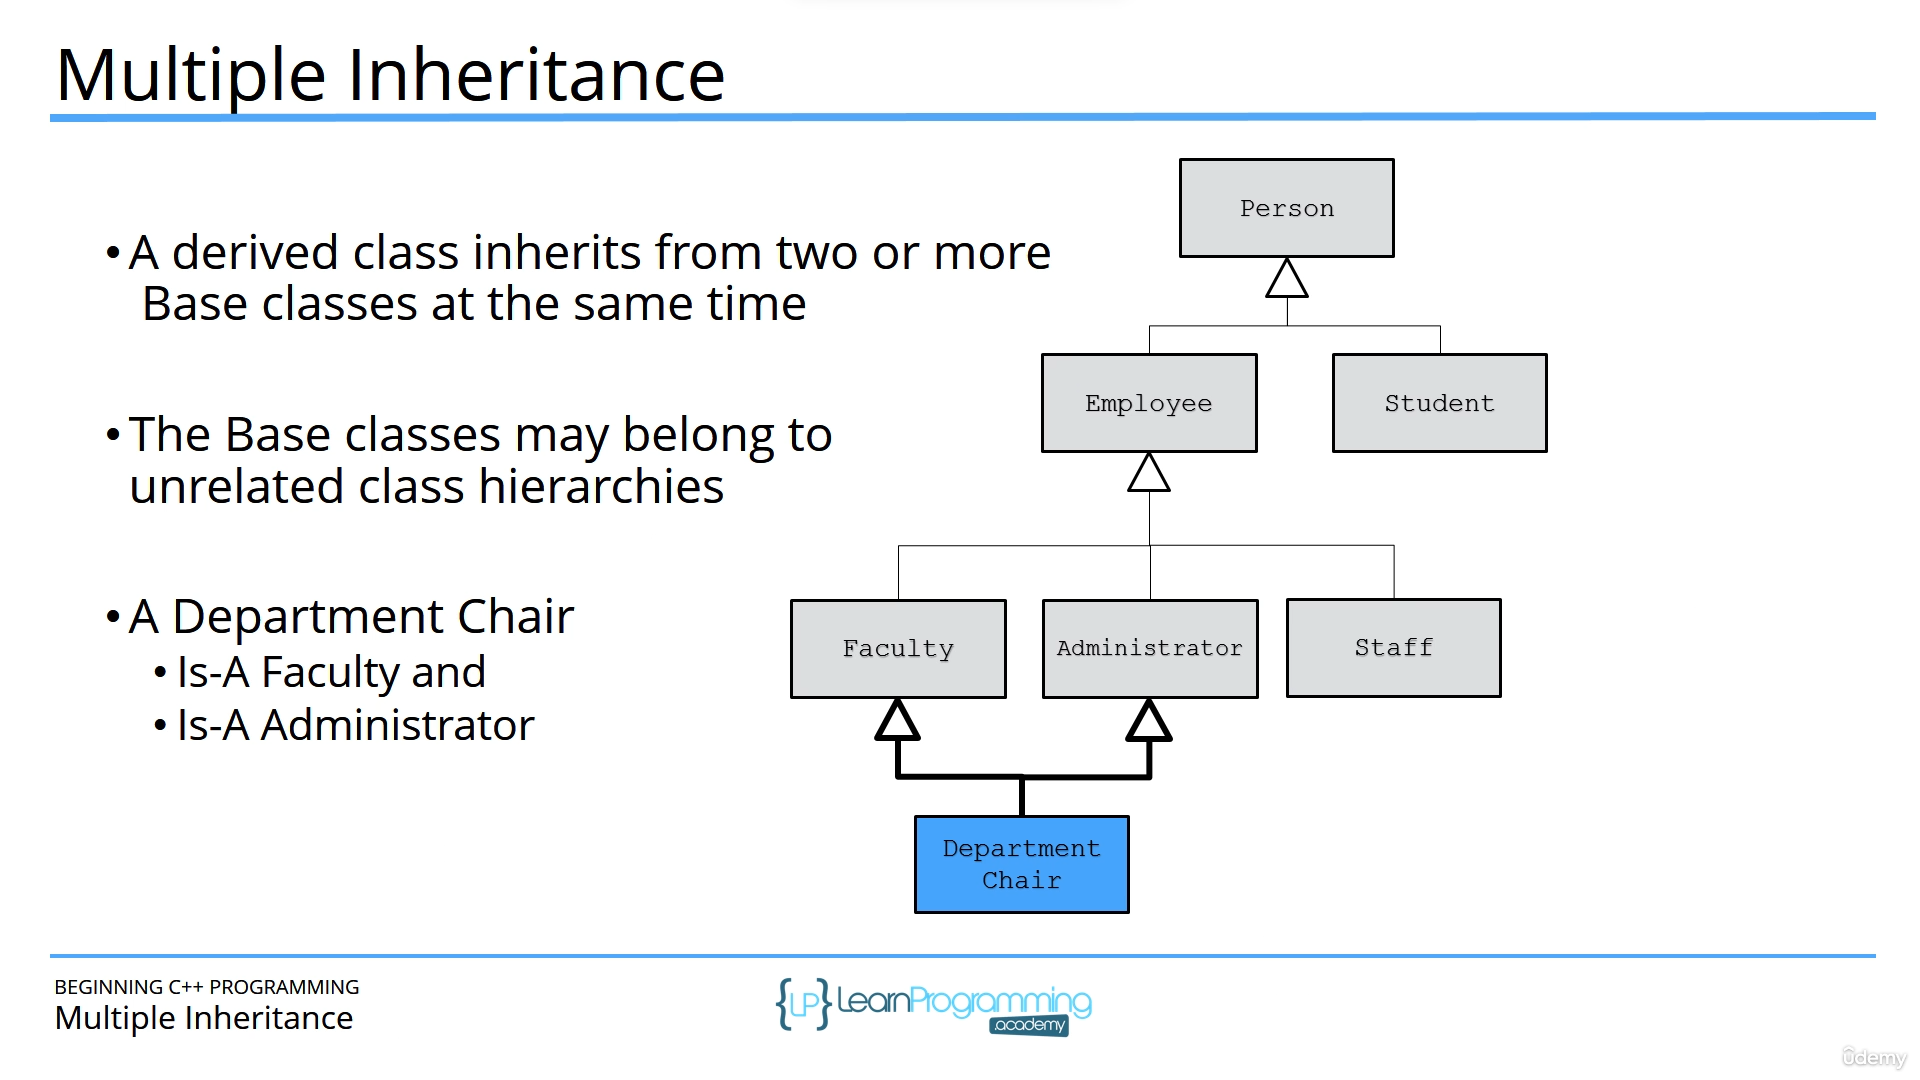 Multiple Inheritance
• A derived class inherits from two or more
Base classes at the same time
• The Base classes may belong to
unrelated class hierarchies
• A Department Chair
• Is-A Faculty and
• Is-A Administrator
Person
Employee
Student
Faculty
Administrator
Staff
Department
Chair
BEGINNING C++ PROGRAMMING
Multiple Inheritance
{LP} LearnProgramming
.academy
ûdemy